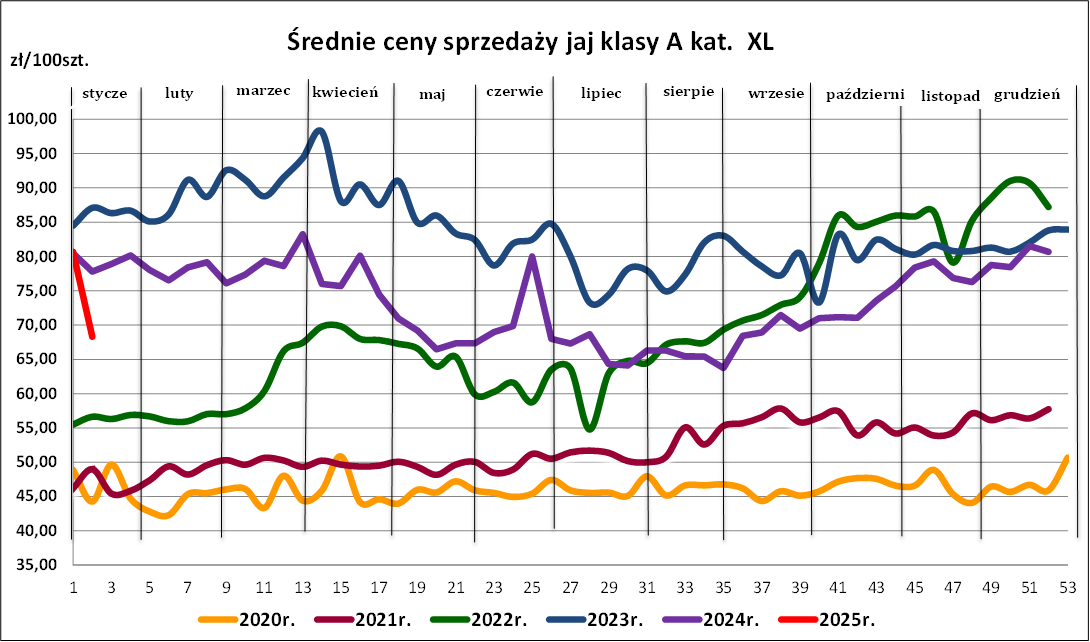 Średnie ceny sprzedaży jaj klasy A kat. XL
zł/100szt.
stycze luty marzec kwiecień maj czerwie lipiec sierpie wrzesie październi listopad grudzień
100,00
95,00
90,00
85,00
80,00
75,00
70,00
65,00
60,00
55,00
50,00
45,00
40,00
35,00
1 3 5 7 9 11 13 15 17 19 21 23 25 27 29 31 33 35 37 39 41 43 45 47 49 51 53
2020r. 2021r. 2022r. 2023r. 2024r. 2025r.